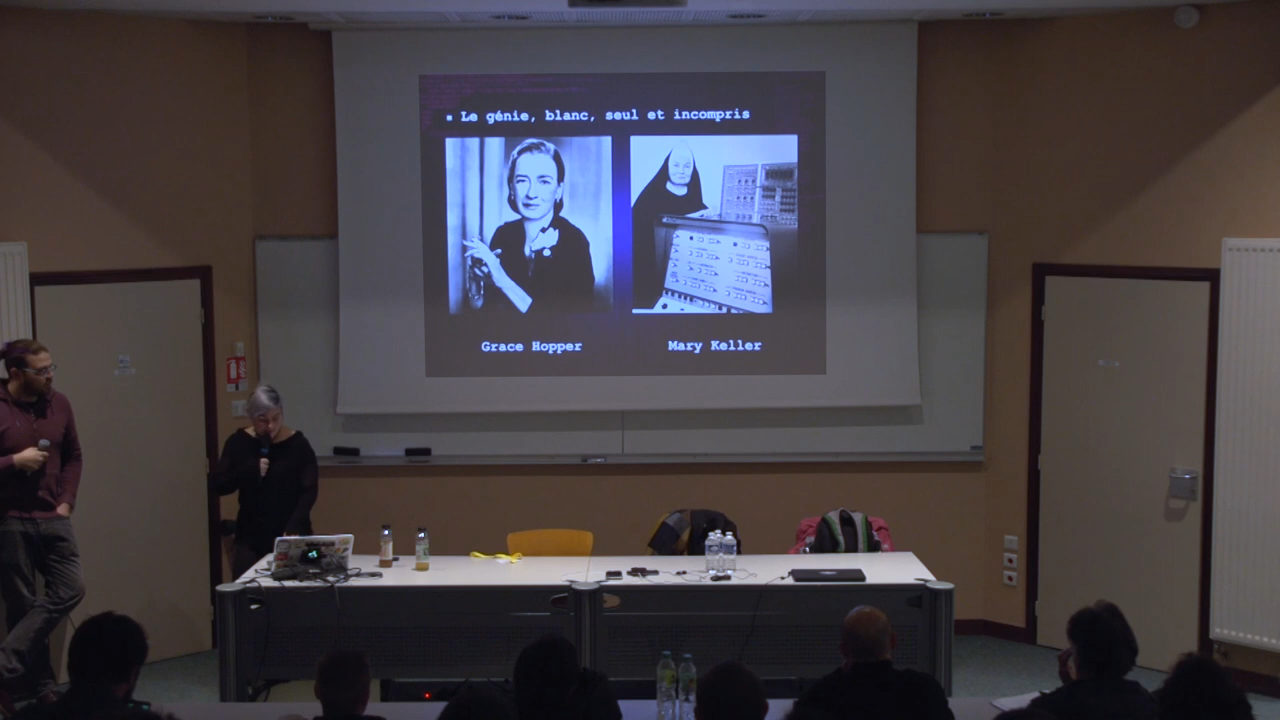 ▪ Le génie, blanc, seul et incompris
Grace Hopper
Mary Keller